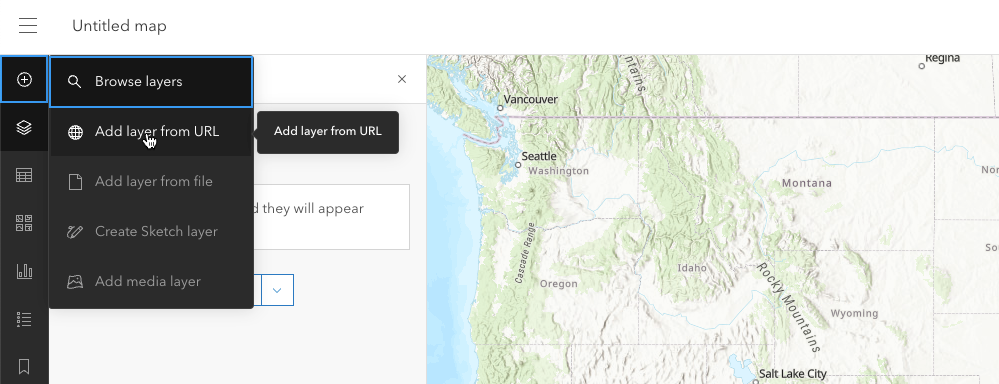 Untitled map
Browse layers
Add layer from URL
Add layer from URL
Add layer from file
d they will appear
Create Sketch layer
Add media layer
Regina
Vancouver
Seattle
Washington
Montana
Cascade Range
Oregon
Idaho
Rocky Mountains
Wyoming
Salt Lake City